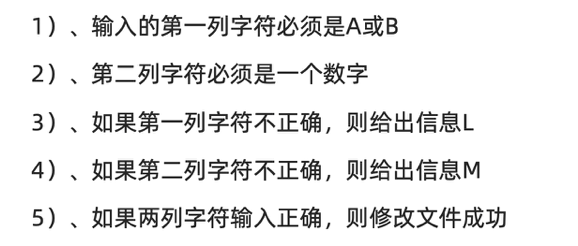 1）、输入的第一列字符必须是A或B
2）、第二列字符必须是一个数字
3）、如果第一列字符不正确，则给出信息L
4）、如果第二列字符不正确，则给出信息M
5）、如果两列字符输入正确，则修改文件成功